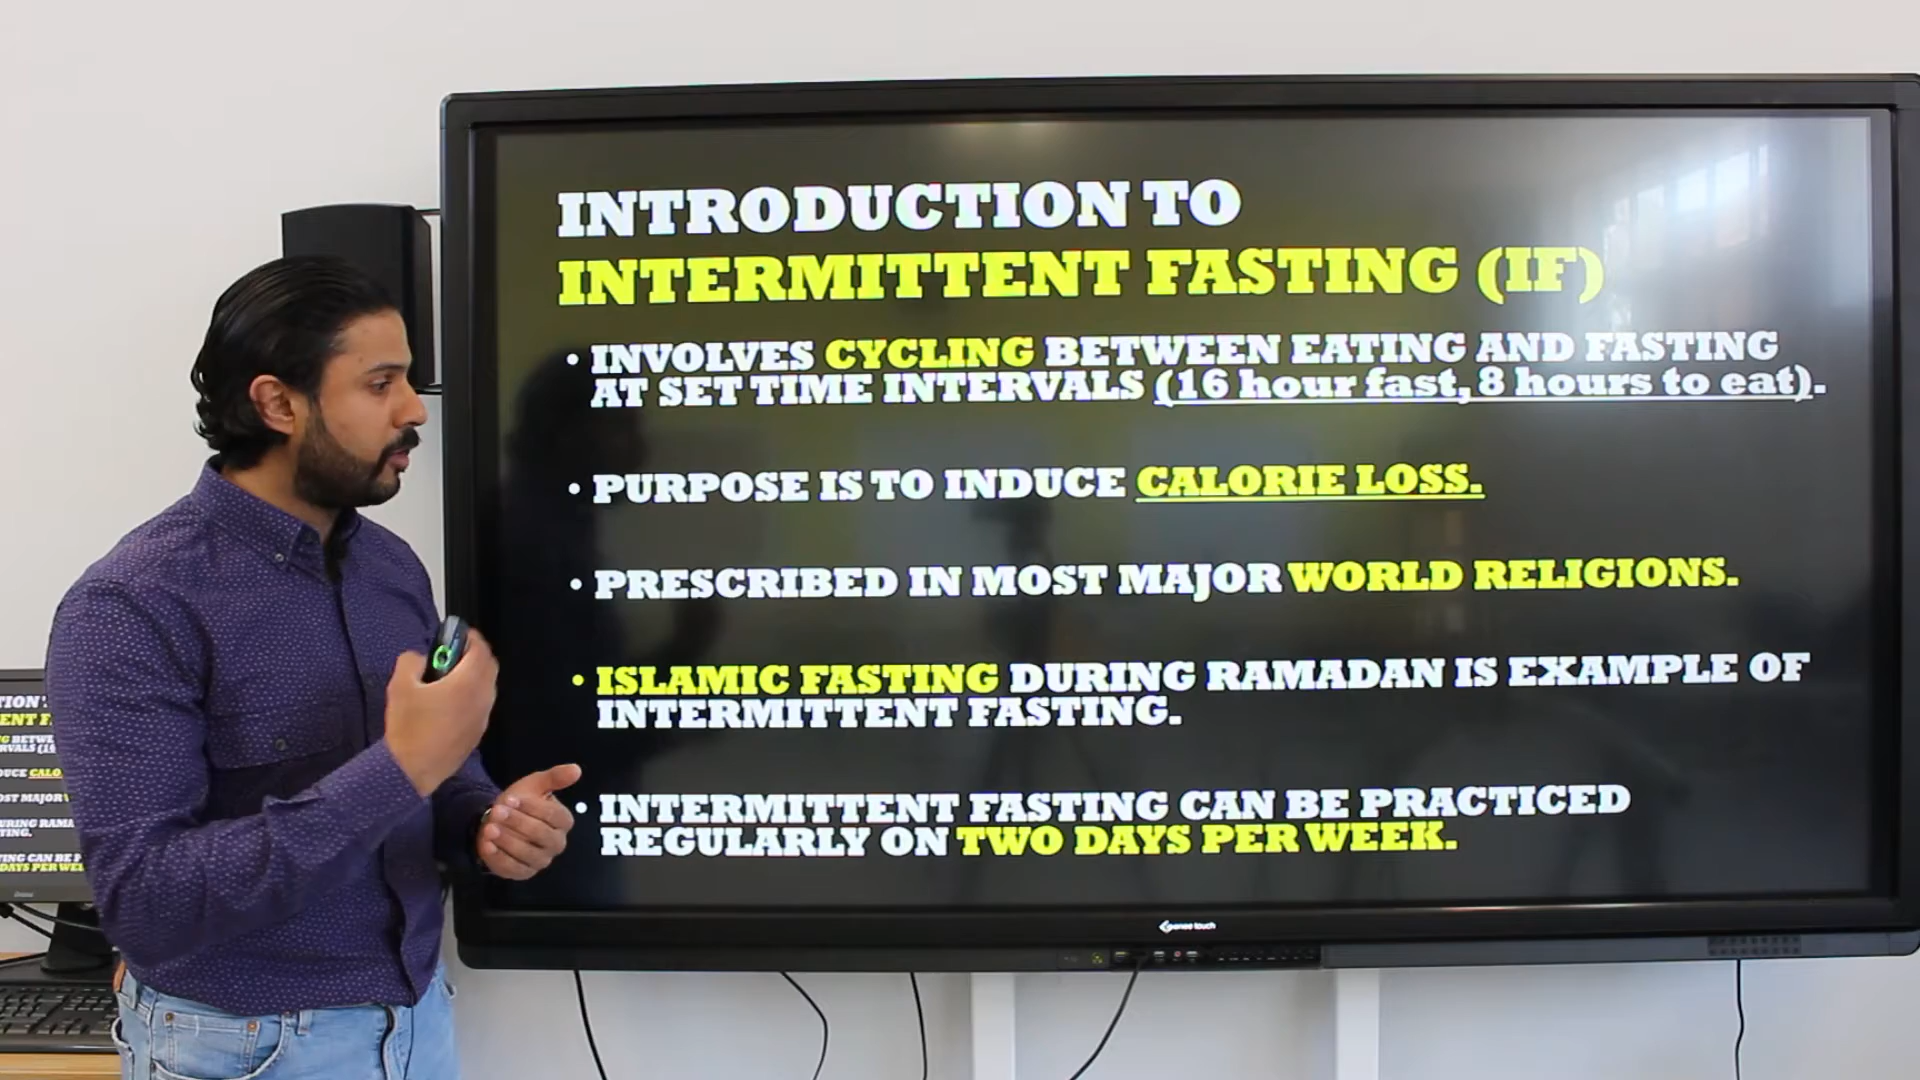 INTRODUCTION TO
INTERMITTENT FASTING (IF)
• INVOLVES CYCLING BETWEEN EATING AND FASTING
AT SET TIME INTERVALS (16 hour fast, 8 hours to eat).
• PURPOSE IS TO INDUCE CALORIE LOSS.
• PRESCRIBED IN MOST MAJOR WORLD RELIGIONS.
• ISLAMIC FASTING DURING RAMADAN IS EXAMPLE OF
INTERMITTENT FASTING.
• INTERMITTENT FASTING CAN BE PRACTICED
REGULARLY ON TWO DAYS PER WEEK.
genee touch